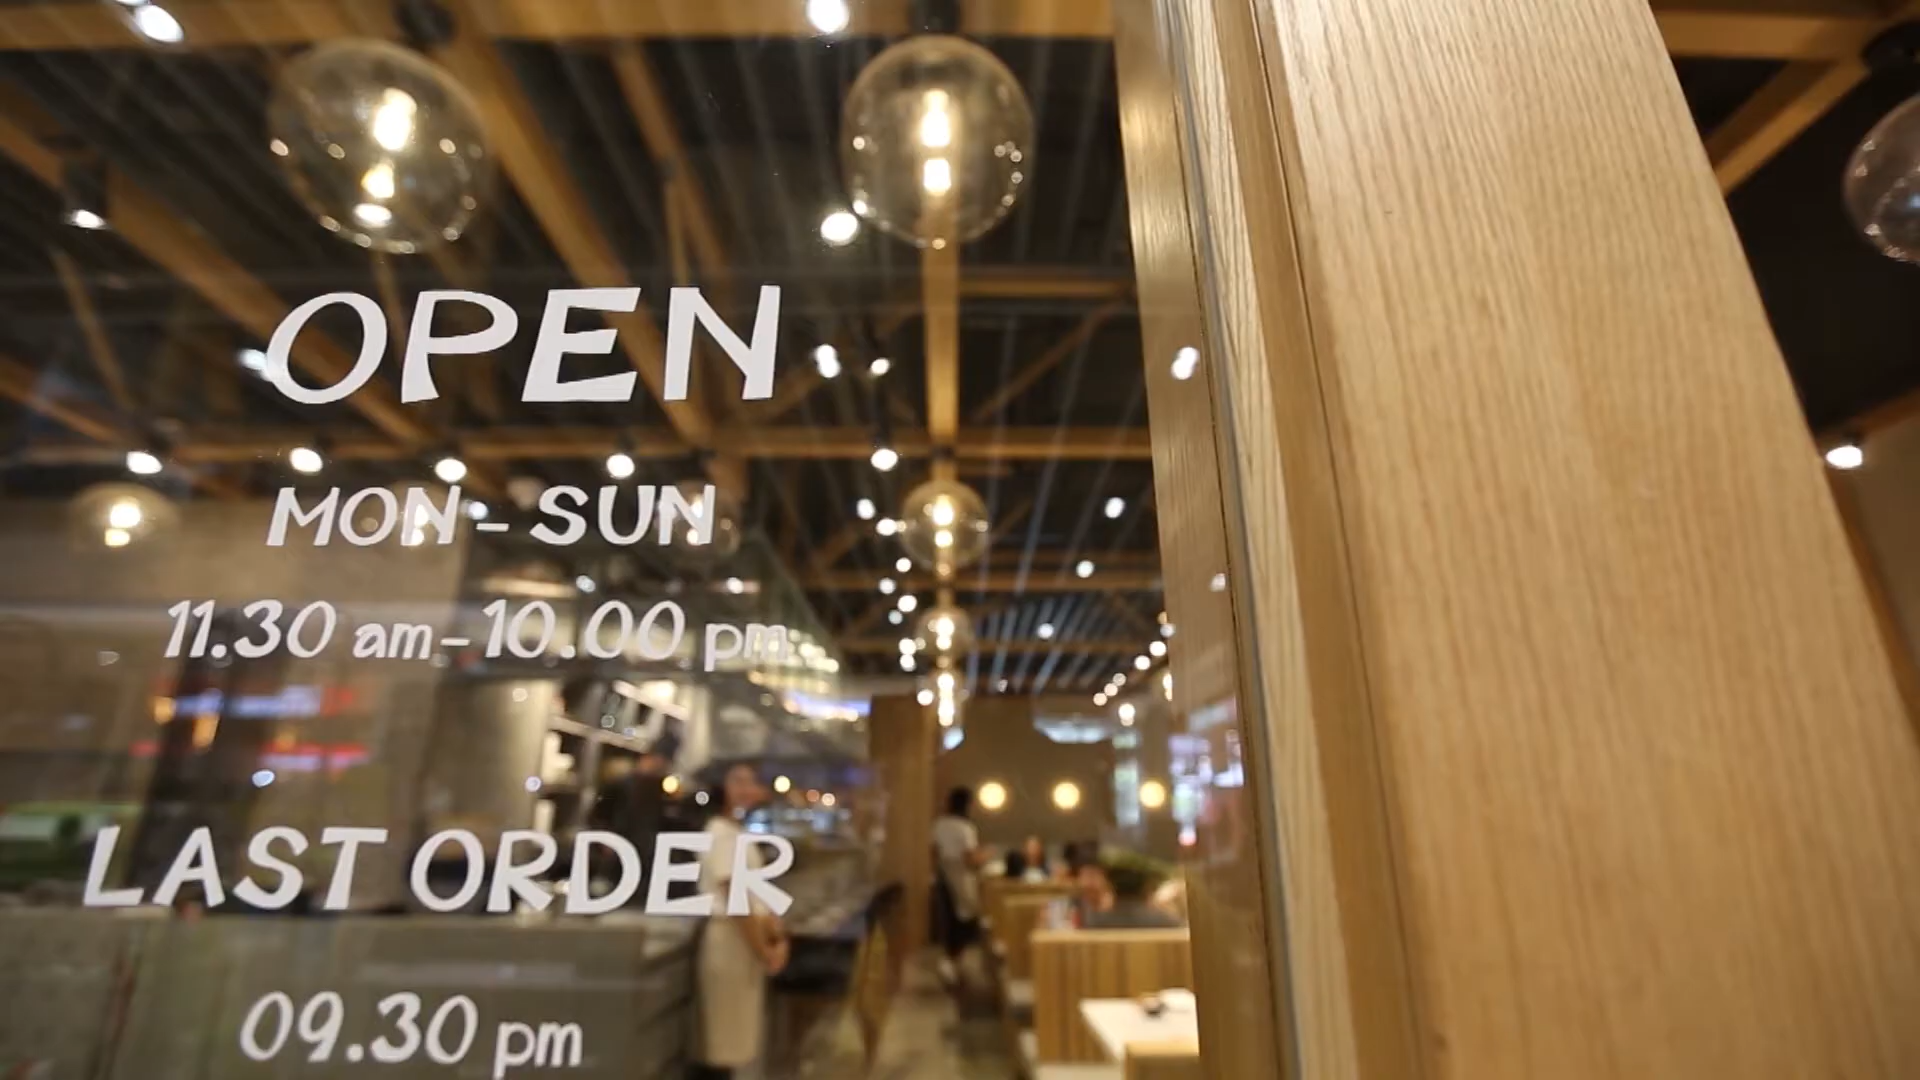 OPEN
MON - SUN
11.30 am - 10.00 pm
LAST ORDER
09.30 pm